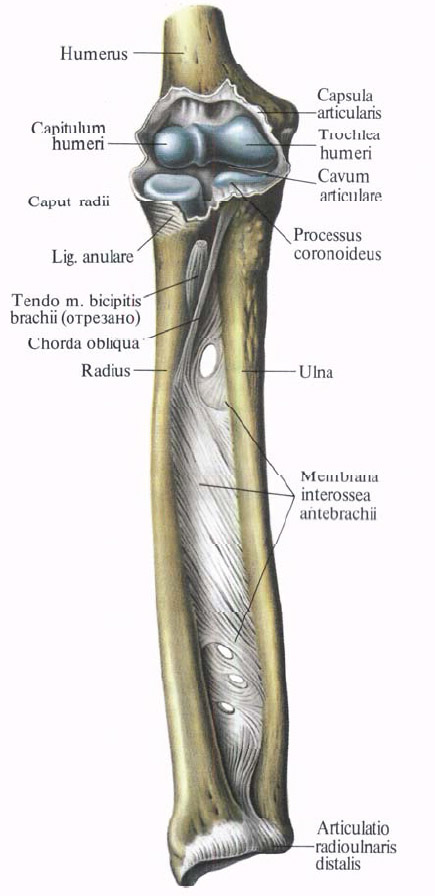 Humerus
Capsula
articularis
Capitulum
humeri
Trochlea
humeri
Cavum
articulare
Caput radii
Processus
coronoideus
Lig. anulare
Tendo m. bicipitis
brachii (отрезано)
Chorda obliqua
Radius
Ulna
Membrana
interossea
antebrachii
Articulatio
radioulnaris
distalis